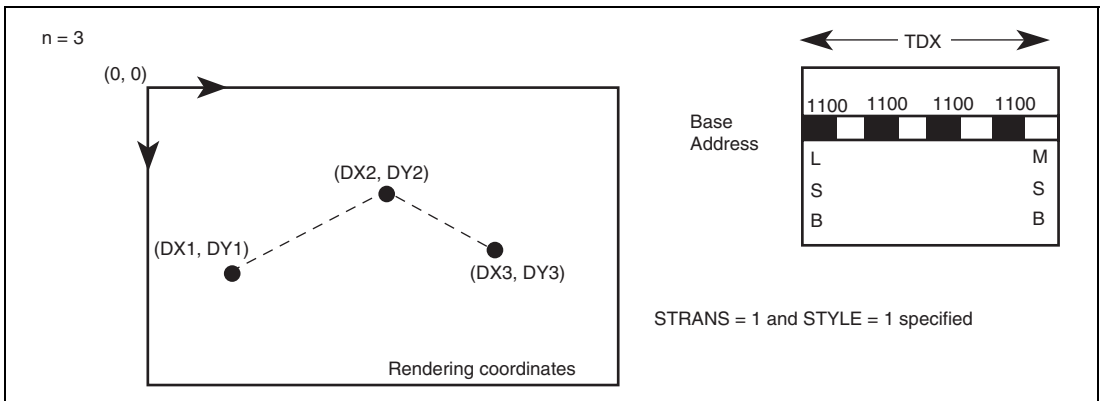 n = 3
(0, 0)
(DX2, DY2)
(DX1, DY1)
(DX3, DY3)
Rendering coordinates
TDX
1100 1100 1100 1100
Base
Address
L M
S S
B B
STRANS = 1 and STYLE = 1 specified